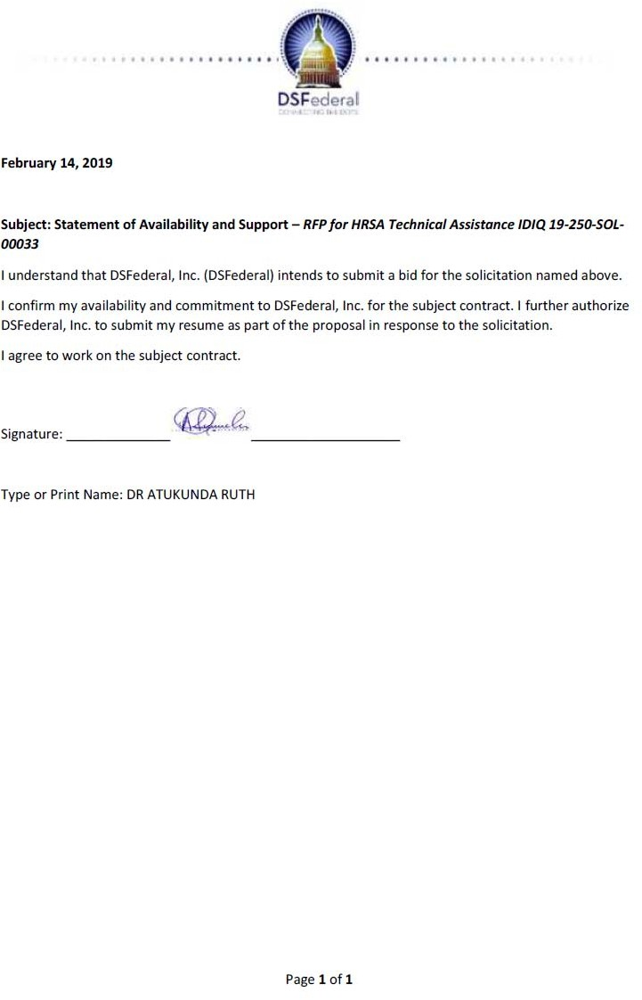 DSFederal
CONNECTING THE DOTS
February 14, 2019
Subject: Statement of Availability and Support – RFP for HRSA Technical Assistance IDIQ 19-250-SOL-
00033
I understand that DSFederal, Inc. (DSFederal) intends to submit a bid for the solicitation named above.
I confirm my availability and commitment to DSFederal, Inc. for the subject contract. I further authorize
DSFederal, Inc. to submit my resume as part of the proposal in response to the solicitation.
I agree to work on the subject contract.
Signature:
Type or Print Name: DR ATUKUNDA RUTH
Page 1 of 1